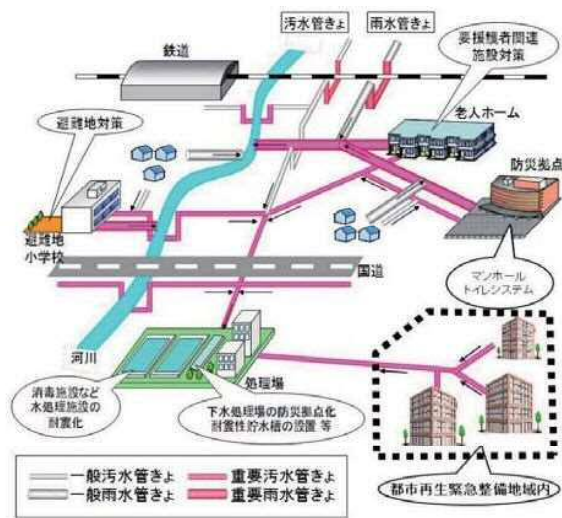 汚水管きょ
雨水管きょ
鉄道
要援護者関連
施設対策
老人ホーム
避難地対策
防災拠点
避難地
小学校
マンホール
トイレシステム
国道
河川
処理場
消毒施設など
水処理施設の
耐震化
下水処理場の防災拠点化
耐震性貯水槽の設置 等
都市再生緊急整備地域内
一般汚水管きょ
重要汚水管きょ
一般雨水管きょ
重要雨水管きょ